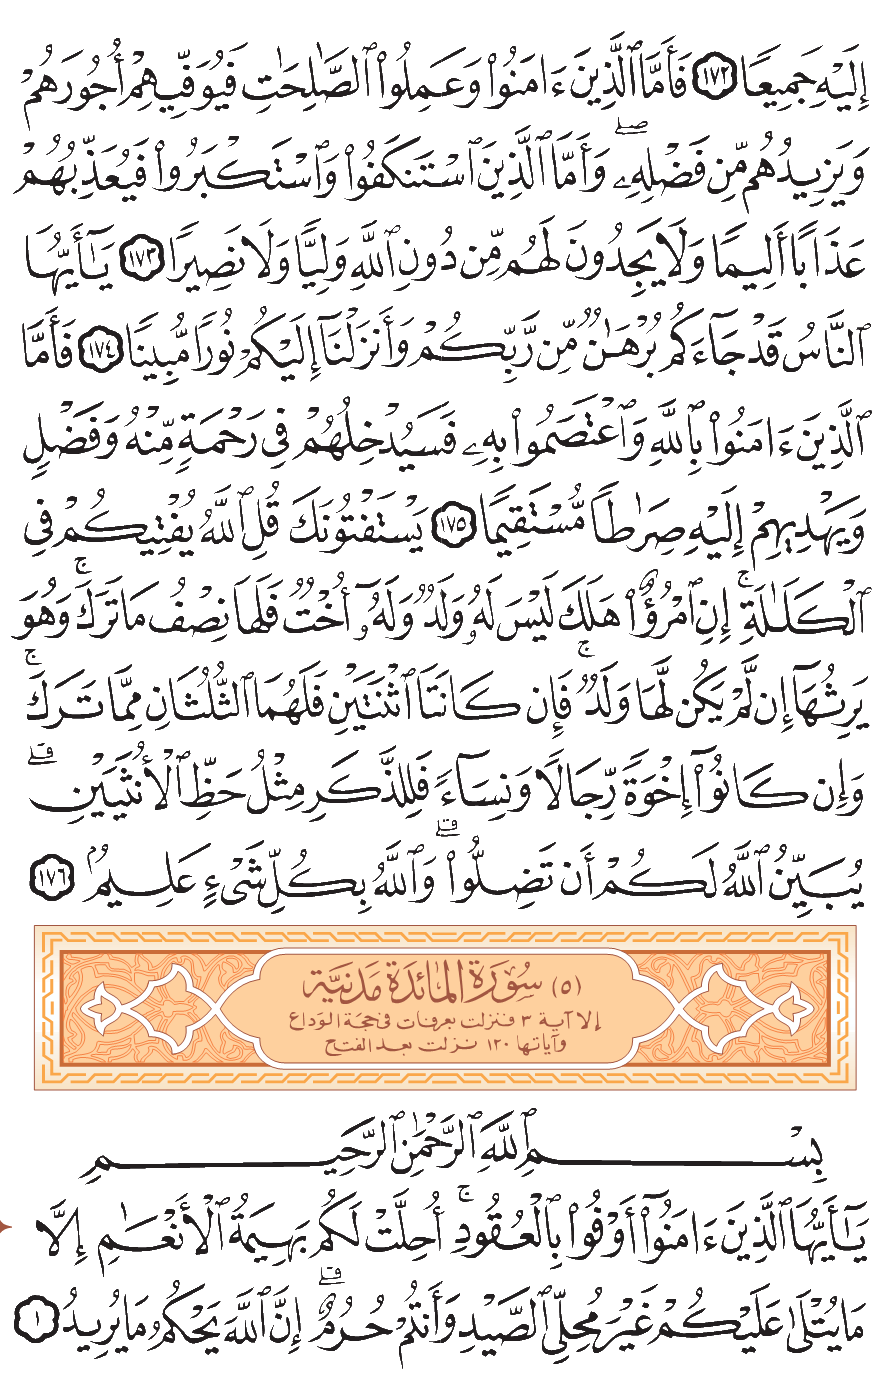 إِلَيْهِ جَمِيعًا ١٧٢ فَأَمَّا ٱلَّذِينَ ءَامَنُوا۟ وَعَمِلُوا۟ ٱلصَّٰلِحَٰتِ فَيُوَفِّيهِمْ أُجُورَهُمْ
وَيَزِيدُهُم مِّن فَضْلِهِۦۖ وَأَمَّا ٱلَّذِينَ ٱسْتَنكَفُوا۟ وَٱسْتَكْبَرُوا۟ فَيُعَذِّبُهُمْ
عَذَابًا أَلِيمًا وَلَا يَجِدُونَ لَهُم مِّن دُونِ ٱللَّهِ وَلِيًّا وَلَا نَصِيرًا ١٧٣ يَٰٓأَيُّهَا
ٱلنَّاسُ قَدْ جَآءَكُم بُرْهَٰنٌ مِّن رَّبِّكُمْ وَأَنزَلْنَآ إِلَيْكُمْ نُورًا مُّبِينًا ١٧٤ فَأَمَّا
ٱلَّذِينَ ءَامَنُوا۟ بِٱللَّهِ وَٱعْتَصَمُوا۟ بِهِۦ فَسَيُدْخِلُهُمْ فِى رَحْمَةٍ مِّنْهُ وَفَضْلٍ
وَيَهْدِيهِمْ إِلَيْهِ صِرَٰطًا مُّسْتَقِيمًا ١٧٥ يَسْتَفْتُونَكَ قُلِ ٱللَّهُ يُفْتِيكُمْ فِى
ٱلْكَلَٰلَةِۚ إِنِ ٱمْرُؤٌا۟ هَلَكَ لَيْسَ لَهُۥ وَلَدٌ وَلَهُۥٓ أُخْتٌ فَلَهَا نِصْفُ مَا تَرَكَۚ وَهُوَ
يَرِثُهَآ إِن لَّمْ يَكُن لَّهَا وَلَدٌۚ فَإِن كَانَتَا ٱثْنَتَيْنِ فَلَهُمَا ٱلثُّلُثَانِ مِمَّا تَرَكَۚ
وَإِن كَانُوٓا۟ إِخْوَةً رِّجَالًا وَنِسَآءً فَلِلذَّكَرِ مِثْلُ حَظِّ ٱلْأُنثَيَيْنِۗ
يُبَيِّنُ ٱللَّهُ لَكُمْ أَن تَضِلُّوا۟ۗ وَٱللَّهُ بِكُلِّ شَىْءٍ عَلِيمٌۢ ١٧٦
(٥) سُورَةُ المَائِدَةِ مَدَنِيَّة
إلا آية ٣ فنزلت بعرفات في حجة الوداع
وآياتها ١٢٠ نزلت بعد الفتح
بِسْمِ ٱللَّهِ ٱلرَّحْمَٰنِ ٱلرَّحِيمِ
يَٰٓأَيُّهَا ٱلَّذِينَ ءَامَنُوٓا۟ أَوْفُوا۟ بِٱلْعُقُودِۚ أُحِلَّتْ لَكُم بَهِيمَةُ ٱلْأَنْعَٰمِ إِلَّا
مَا يُتْلَىٰ عَلَيْكُمْ غَيْرَ مُحِلِّى ٱلصَّيْدِ وَأَنتُمْ حُرُمٌۗ إِنَّ ٱللَّهَ يَحْكُمُ مَا يُرِيدُ ١